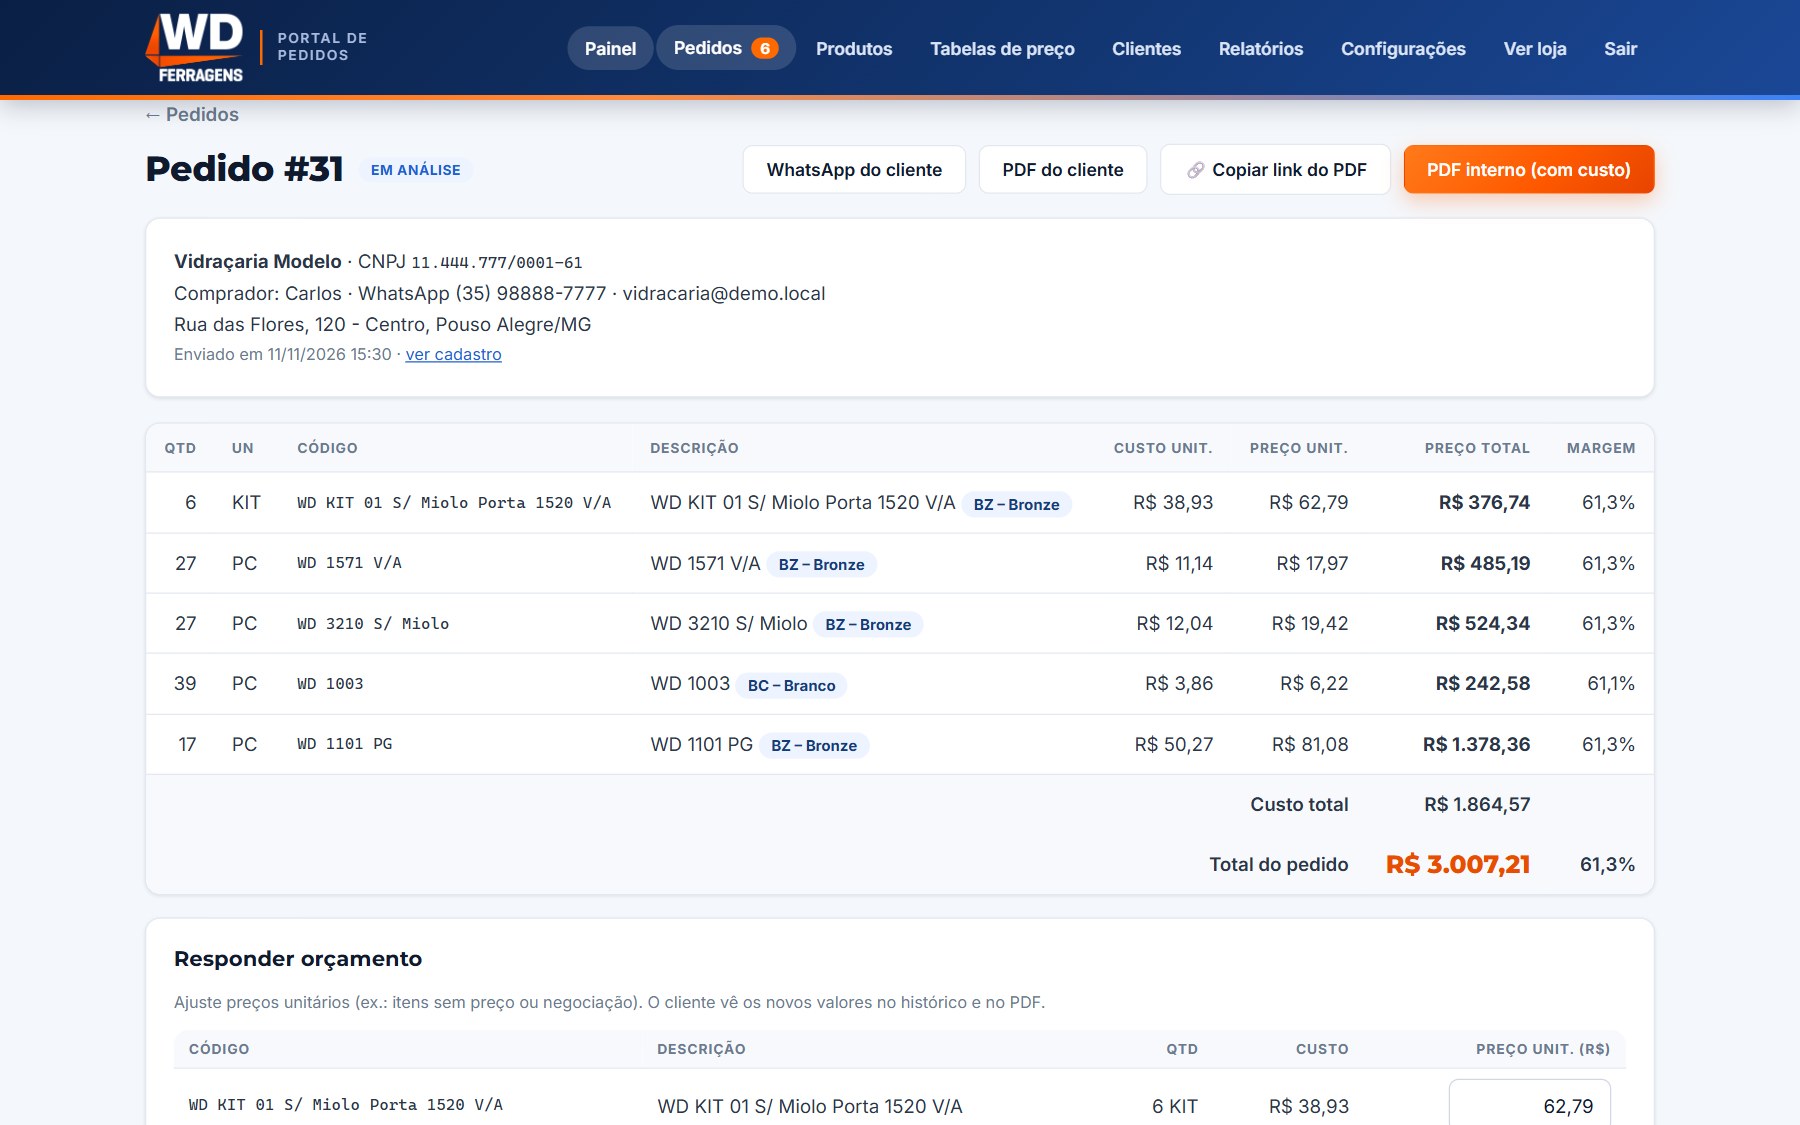 WD
FERRAGENS
PORTAL DE
PEDIDOS
Painel
Pedidos 6
Produtos
Tabelas de preço
Clientes
Relatórios
Configurações
Ver loja
Sair
← Pedidos
Pedido #31 EM ANÁLISE
WhatsApp do cliente
PDF do cliente
Copiar link do PDF
PDF interno (com custo)
Vidraçaria Modelo · CNPJ 11.444.777/0001-61
Comprador: Carlos · WhatsApp (35) 98888-7777 · vidracaria@demo.local
Rua das Flores, 120 - Centro, Pouso Alegre/MG
Enviado em 11/11/2026 15:30 · ver cadastro
QTD UN CÓDIGO DESCRIÇÃO CUSTO UNIT. PREÇO UNIT. PREÇO TOTAL MARGEM
6 KIT WD KIT 01 S/ Miolo Porta 1520 V/A WD KIT 01 S/ Miolo Porta 1520 V/A BZ – Bronze R$ 38,93 R$ 62,79 R$ 376,74 61,3%
27 PC WD 1571 V/A WD 1571 V/A BZ – Bronze R$ 11,14 R$ 17,97 R$ 485,19 61,3%
27 PC WD 3210 S/ Miolo WD 3210 S/ Miolo BZ – Bronze R$ 12,04 R$ 19,42 R$ 524,34 61,3%
39 PC WD 1003 WD 1003 BC – Branco R$ 3,86 R$ 6,22 R$ 242,58 61,1%
17 PC WD 1101 PG WD 1101 PG BZ – Bronze R$ 50,27 R$ 81,08 R$ 1.378,36 61,3%
Custo total R$ 1.864,57
Total do pedido R$ 3.007,21 61,3%
Responder orçamento
Ajuste preços unitários (ex.: itens sem preço ou negociação). O cliente vê os novos valores no histórico e no PDF.
CÓDIGO DESCRIÇÃO QTD CUSTO PREÇO UNIT. (R$)
WD KIT 01 S/ Miolo Porta 1520 V/A WD KIT 01 S/ Miolo Porta 1520 V/A 6 KIT R$ 38,93 62,79